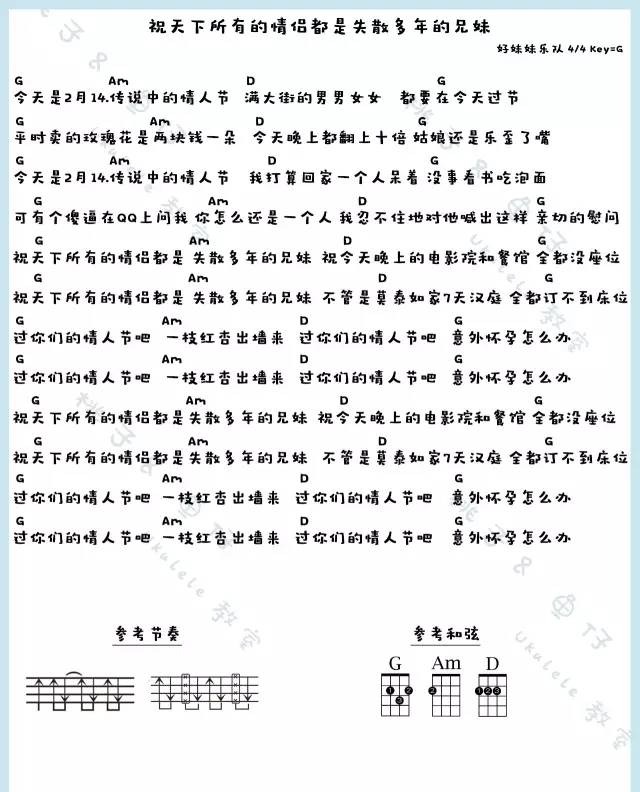 祝天下所有的情侣都是失散多年的兄妹
好妹妹乐队 4/4 Key=G
G Am D G
今天是2月14.传说中的情人节 满大街的男男女女 都要在今天过节
G Am D G
平时卖的玫瑰花是两块钱一朵 今天晚上都翻上十倍 姑娘还是乐歪了嘴
G Am D G
今天是2月14.传说中的情人节 我打算回家一个人呆着 没事看书吃泡面
G Am D G
可有个傻逼在QQ上问我 你怎么还是一个人 我忍不住地对他喊出这样 亲切的慰问
G Am D G
祝天下所有的情侣都是 失散多年的兄妹 祝今天晚上的电影院和餐馆 全都没座位
G Am D G
祝天下所有的情侣都是 失散多年的兄妹 不管是莫泰如家7天汉庭 全都订不到床位
G Am D G
过你们的情人节吧 一枝红杏出墙来 过你们的情人节吧 意外怀孕怎么办
G Am D G
过你们的情人节吧 一枝红杏出墙来 过你们的情人节吧 意外怀孕怎么办
G Am D G
祝天下所有的情侣都是 失散多年的兄妹 祝今天晚上的电影院和餐馆 全都没座位
G Am D G
祝天下所有的情侣都是 失散多年的兄妹 不管是莫泰如家7天汉庭 全都订不到床位
G Am D G
过你们的情人节吧 一枝红杏出墙来 过你们的情人节吧 意外怀孕怎么办
G Am D G
过你们的情人节吧 一枝红杏出墙来 过你们的情人节吧 意外怀孕怎么办
参考节奏 参考和弦
G Am D
1 2 3 2 1 2 3
桃子 & 鱼仔
Ukulele 教室